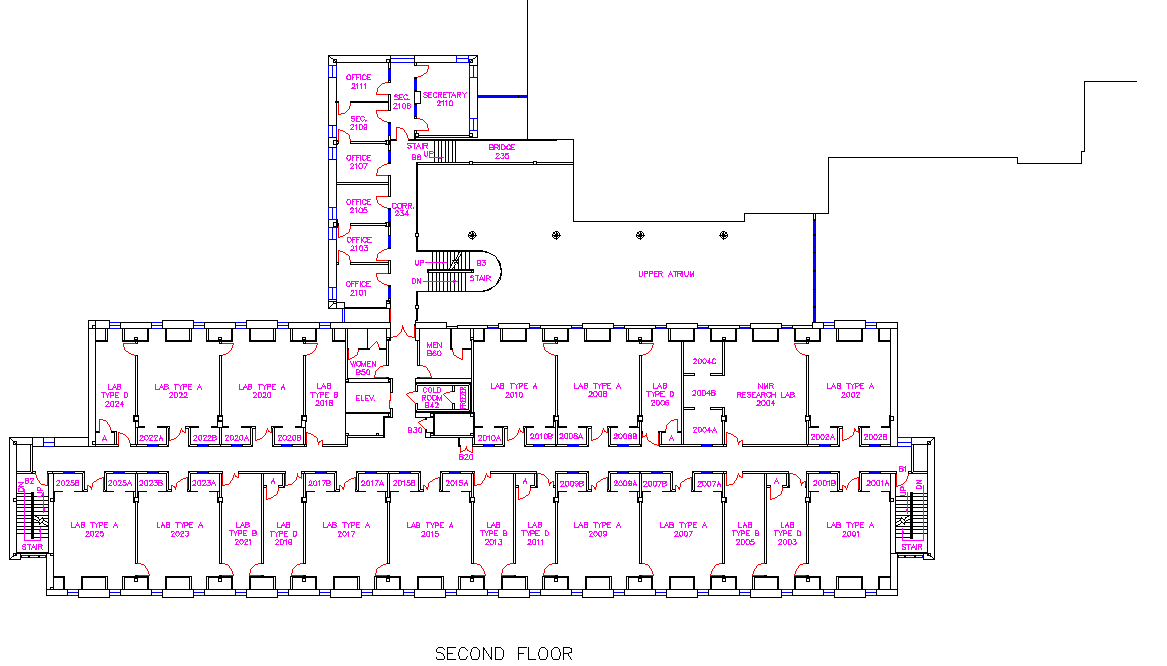 OFFICE
2111
SEC.
2108
SECRETARY
2110
SEC.
2109
OFFICE
2107
STAIR
B8 UP
BRIDGE
235
OFFICE
2105
CORR.
234
OFFICE
2103
UP
B3
STAIR
DN
OFFICE
2101
UPPER ATRIUM
WOMEN
B50
MEN
B60
ELEV.
COLD
ROOM
B42
FREEZER
B30
B20
LAB
TYPE D
2024
LAB TYPE A
2022
LAB TYPE A
2020
LAB
TYPE B
2018
LAB TYPE A
2010
LAB TYPE A
2008
LAB
TYPE D
2006
2004C
2004B
2004A
NMR
RESEARCH LAB.
2004
LAB TYPE A
2002
A
2022A
2022B
2020A
2020B
2010A
2010B
2008A
2008B
A
2002A
2002B
B2
DN
UP
STAIR
2025B
2025A
2023B
2023A
A
2017B
2017A
2015B
2015A
A
2009B
2009A
2007B
2007A
A
2001B
2001A
B1
UP
DN
STAIR
LAB TYPE A
2025
LAB TYPE A
2023
LAB
TYPE B
2021
LAB
TYPE D
2019
LAB TYPE A
2017
LAB TYPE A
2015
LAB
TYPE B
2013
LAB
TYPE D
2011
LAB TYPE A
2009
LAB TYPE A
2007
LAB
TYPE B
2005
LAB
TYPE D
2003
LAB TYPE A
2001
SECOND FLOOR